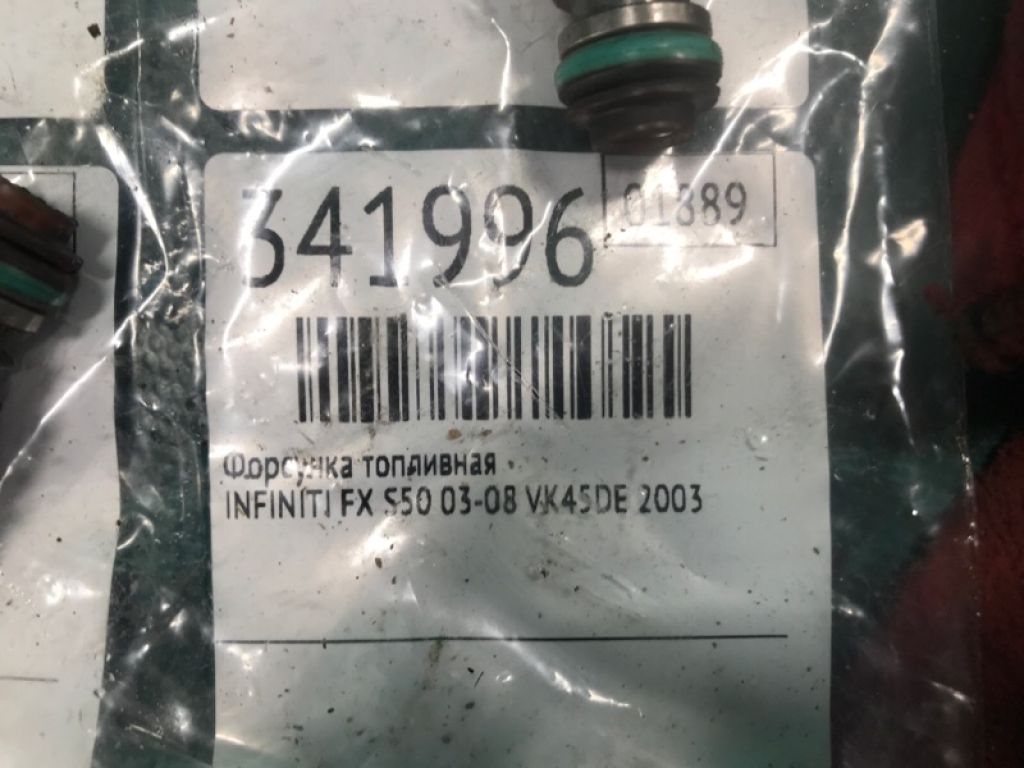 341996
01889
Форсунка топливная
INFINITI FX S50 03-08 VK45DE 2003